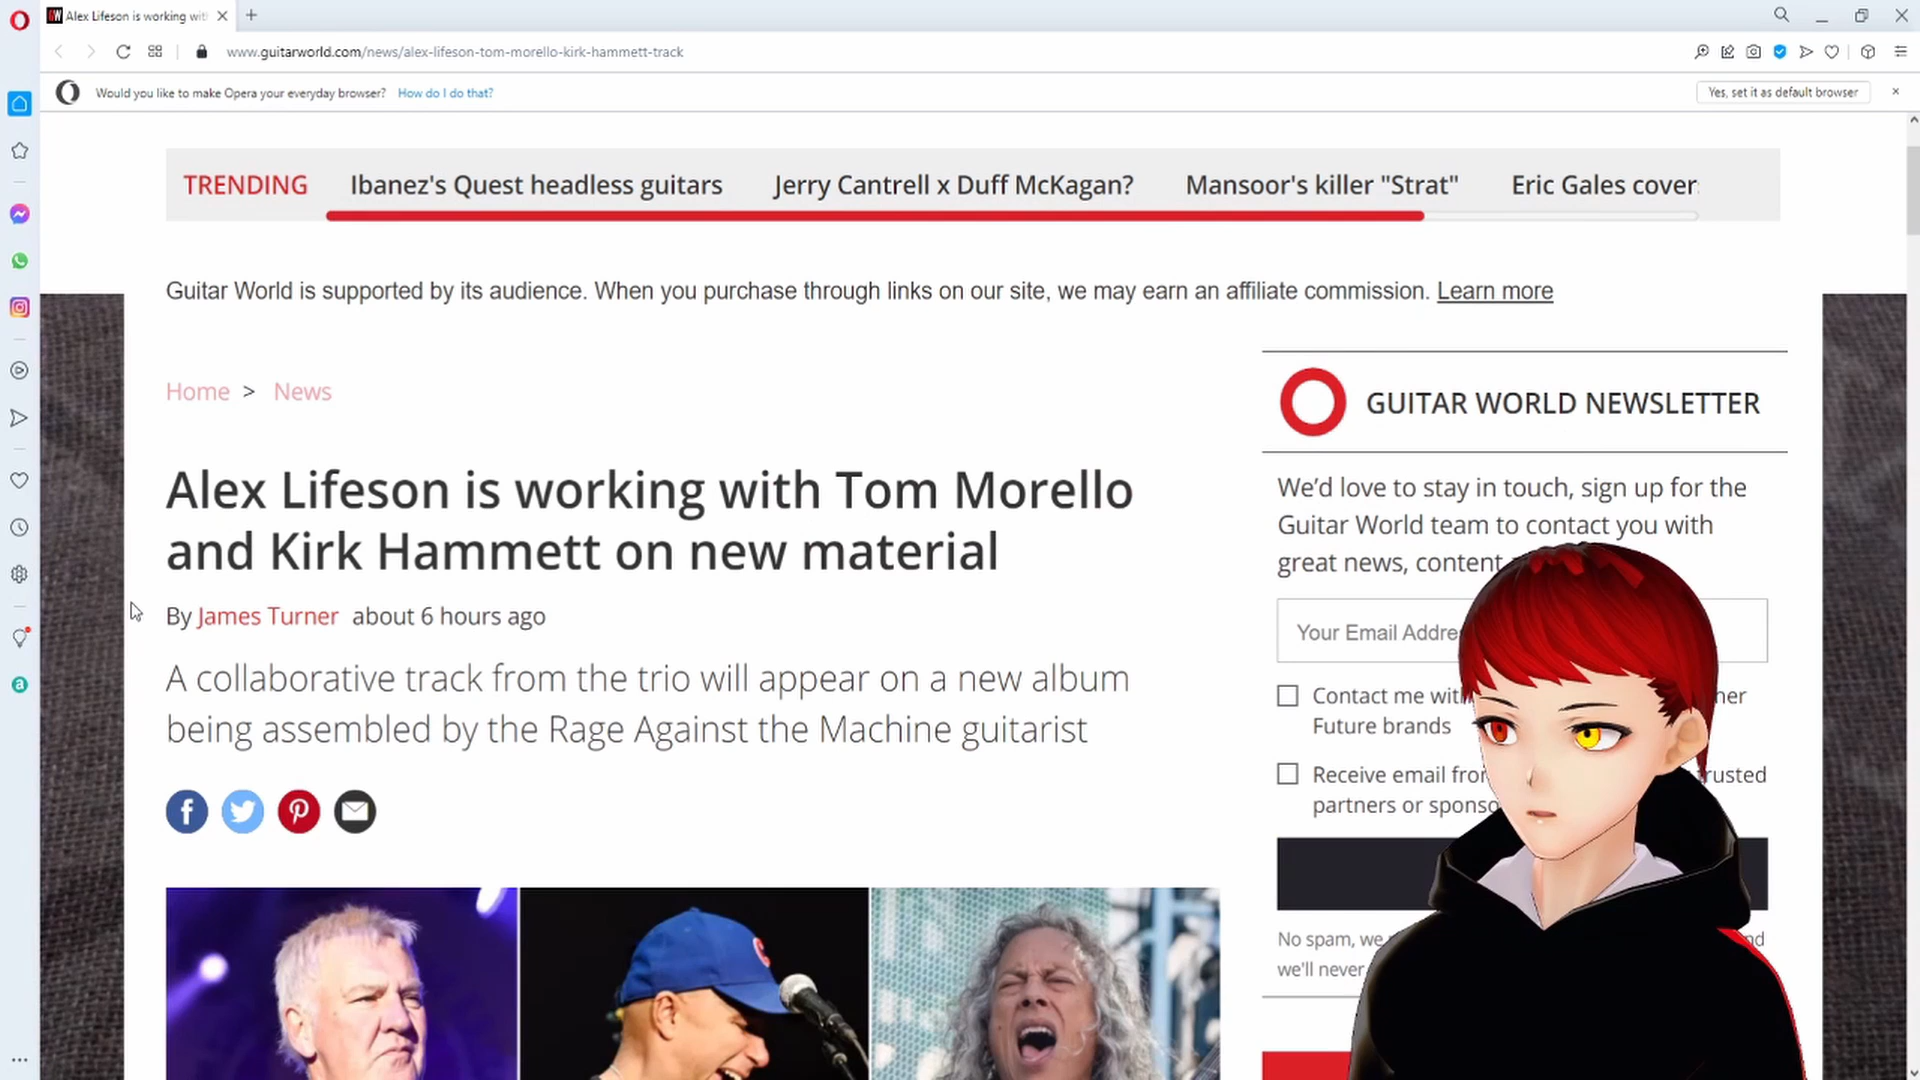 Alex Lifeson is working with
www.guitarworld.com/news/alex-lifeson-tom-morello-kirk-hammett-track
Would you like to make Opera your everyday browser? How do I do that?
Yes, set it as default browser
TRENDING Ibanez's Quest headless guitars Jerry Cantrell x Duff McKagan? Mansoor's killer "Strat" Eric Gales cover
Guitar World is supported by its audience. When you purchase through links on our site, we may earn an affiliate commission. Learn more
Home > News
Alex Lifeson is working with Tom Morello
and Kirk Hammett on new material
By James Turner about 6 hours ago
A collaborative track from the trio will appear on a new album
being assembled by the Rage Against the Machine guitarist
GUITAR WORLD NEWSLETTER
We'd love to stay in touch, sign up for the
Guitar World team to contact you with
great news, content
Your Email Addre
Contact me with
Future brands
Receive email from trusted
partners or sponso
No spam, we
we'll never